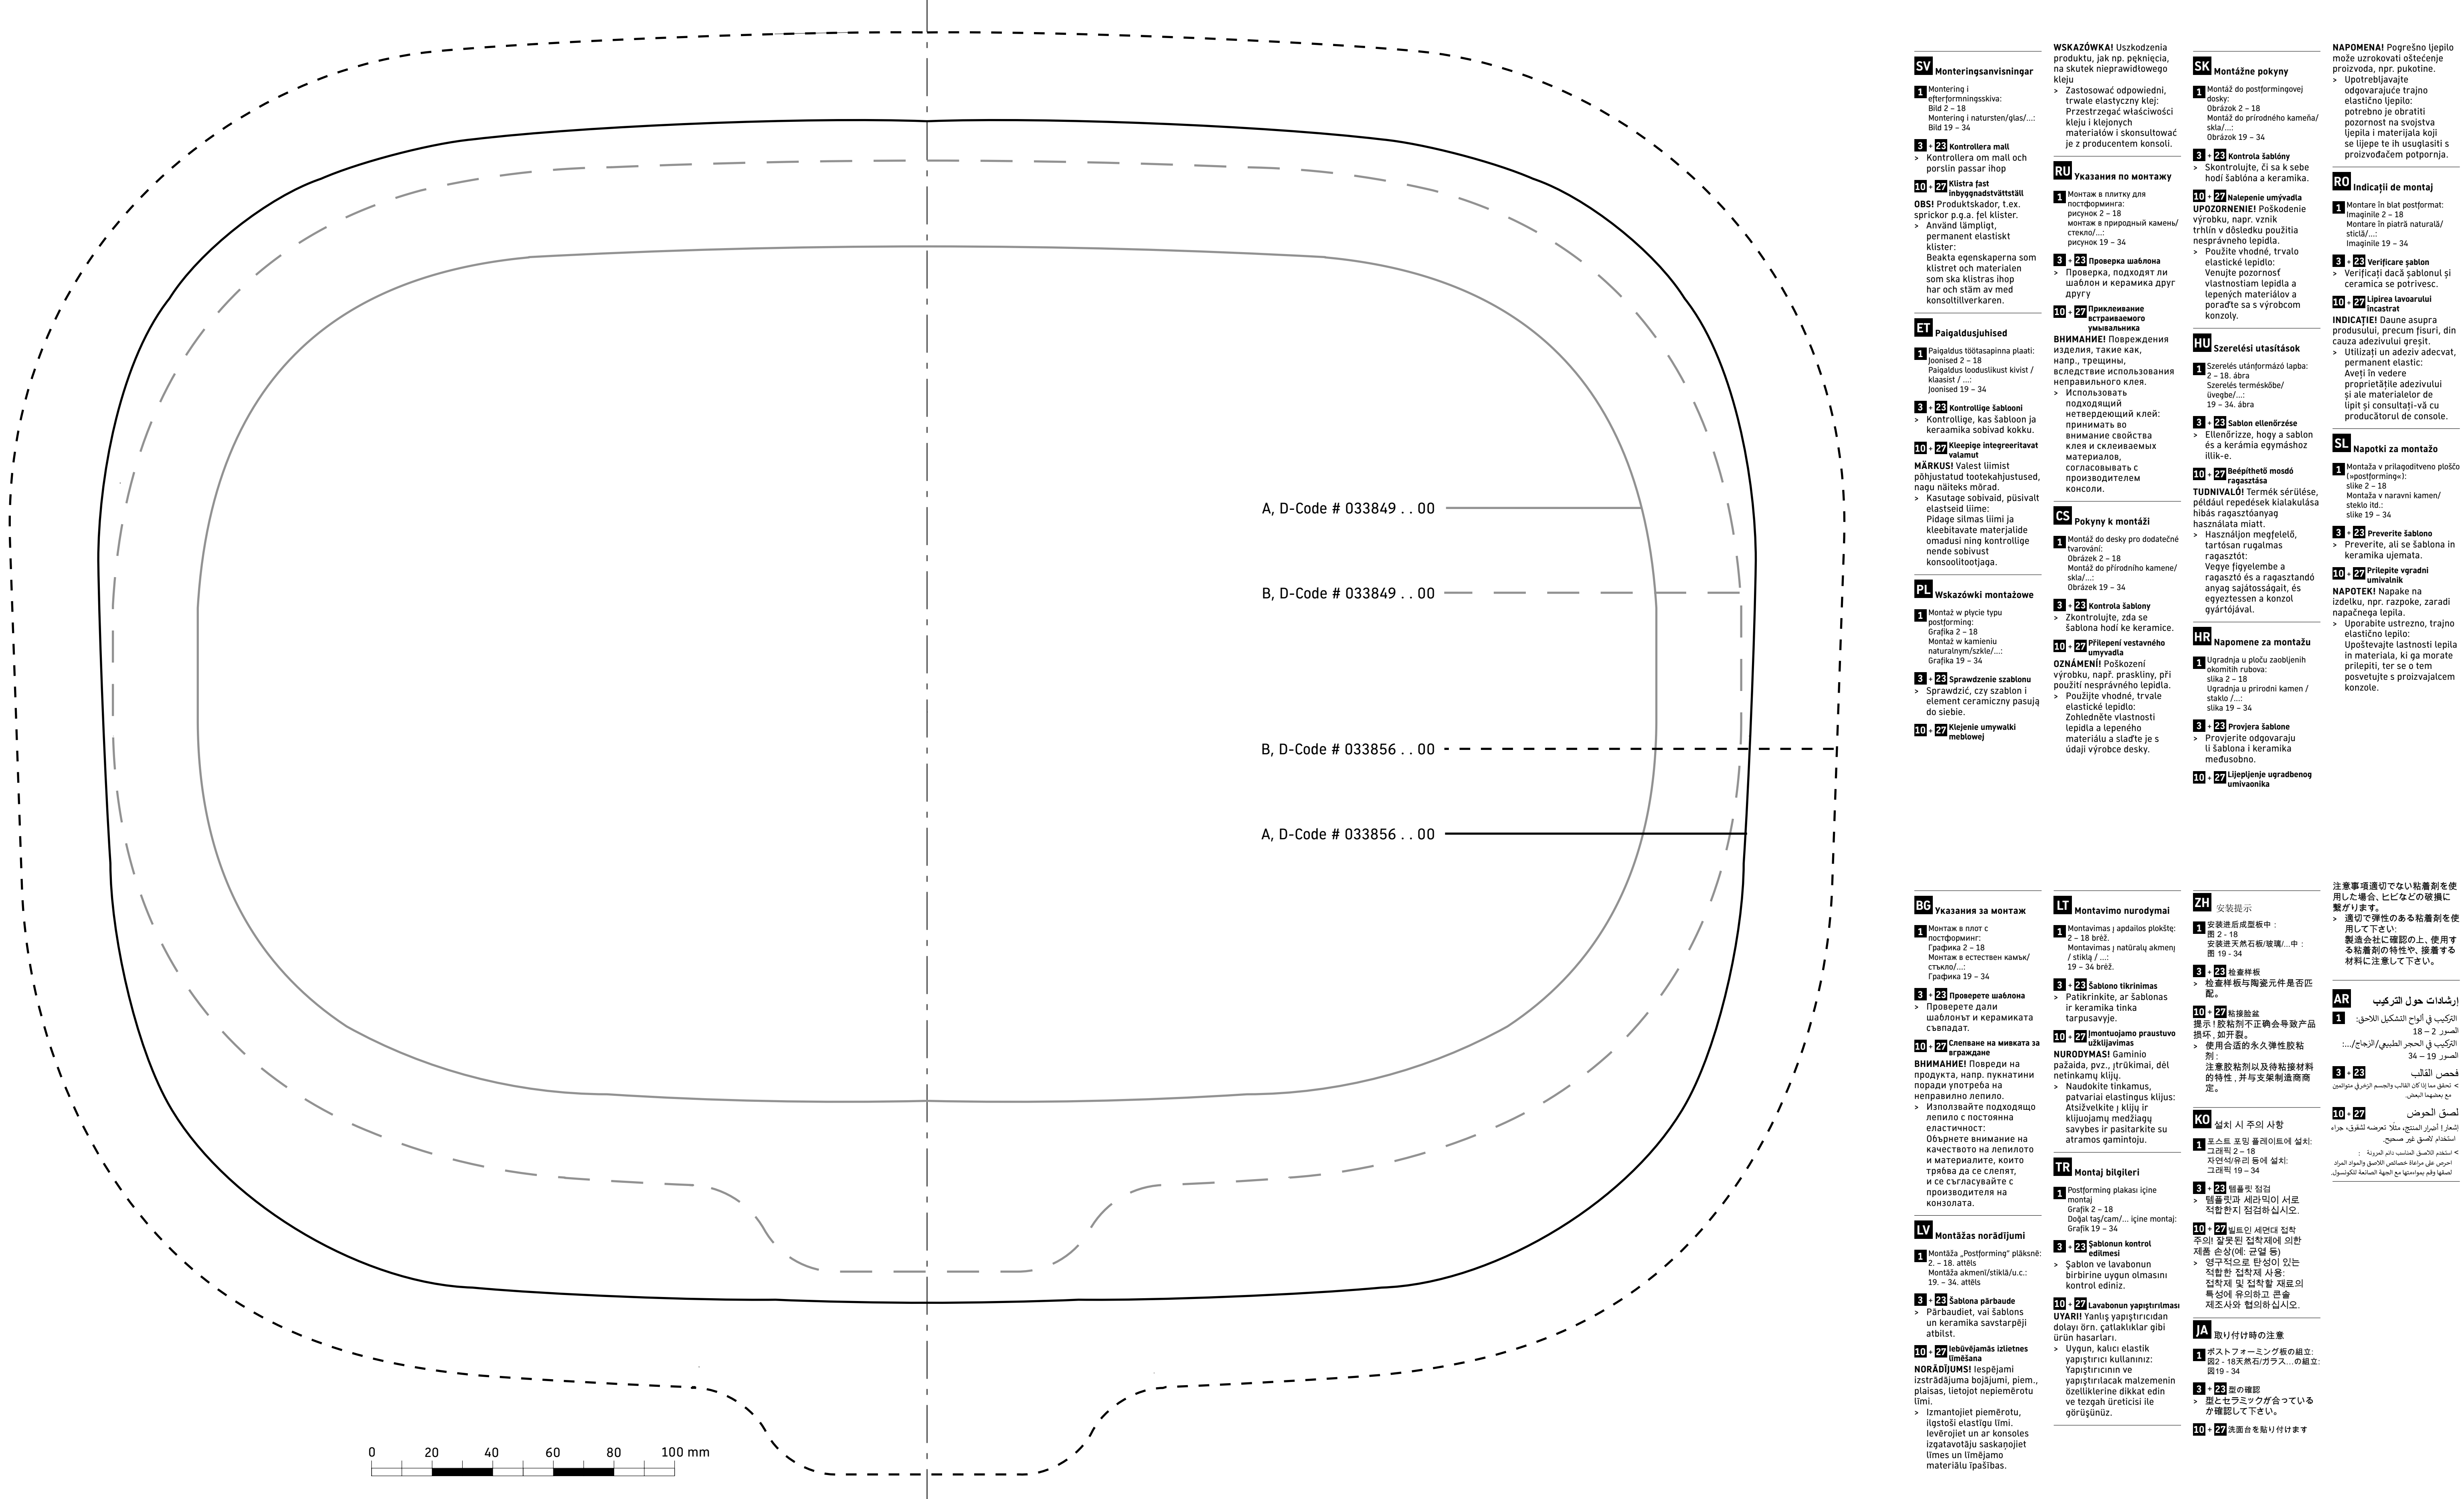 A, D-Code # 033849 . . 00
B, D-Code # 033849 . . 00
B, D-Code # 033856 . . 00
A, D-Code # 033856 . . 00
0 20 40 60 80 100 mm
SV Monteringsanvisningar
1 Montering i
efterformningsskiva:
Bild 2 – 18
Montering i natursten/glas/...:
Bild 19 – 34
3 + 23 Kontrollera mall
> Kontrollera om mall och
porslin passar ihop
10 + 27 Klistra fast
inbyggnadstvättställ
OBS! Produktskador, t.ex.
sprickor p.g.a. fel klister.
> Använd lämpligt,
permanent elastiskt
klister:
Beakta egenskaperna som
klistret och materialen
som ska klistras ihop
har och stäm av med
konsoltillverkaren.
ET Paigaldusjuhised
1 Paigaldus töötasapinna plaati:
Joonised 2 – 18
Paigaldus looduslikust kivist /
klaasist / ...:
Joonised 19 – 34
3 + 23 Kontrollige šablooni
> Kontrollige, kas šabloon ja
keraamika sobivad kokku.
10 + 27 Kleepige integreeritavat
valamut
MÄRKUS! Valest liimist
põhjustatud tootekahjustused,
nagu näiteks mõrad.
> Kasutage sobivaid, püsivalt
elastseid liime:
Pidage silmas liimi ja
kleebitavate materjalide
omadusi ning kontrollige
nende sobivust
konsoolitootjaga.
PL Wskazówki montażowe
1 Montaż w płycie typu
postforming:
Grafika 2 – 18
Montaż w kamieniu
naturalnym/szkle/...:
Grafika 19 – 34
3 + 23 Sprawdzenie szablonu
> Sprawdzić, czy szablon i
element ceramiczny pasują
do siebie.
10 + 27 Klejenie umywalki
meblowej
WSKAZÓWKA! Uszkodzenia
produktu, jak np. pęknięcia,
na skutek nieprawidłowego
kleju
> Zastosować odpowiedni,
trwale elastyczny klej:
Przestrzegać właściwości
kleju i klejonych
materiałów i skonsultować
je z producentem konsoli.
RU Указания по монтажу
1 Монтаж в плитку для
постформинга:
рисунок 2 – 18
монтаж в природный камень/
стекло/...:
рисунок 19 – 34
3 + 23 Проверка шаблона
> Проверка, подходят ли
шаблон и керамика друг
другу
10 + 27 Приклеивание
встраиваемого
умывальника
ВНИМАНИЕ! Повреждения
изделия, такие как,
напр., трещины,
вследствие использования
неправильного клея.
> Использовать
подходящий
нетвердеющий клей:
принимать во
внимание свойства
клея и склеиваемых
материалов,
согласовывать с
производителем
консоли.
CS Pokyny k montáži
1 Montáž do desky pro dodatečné
tvarování:
Obrázek 2 – 18
Montáž do přírodního kamene/
skla/...:
Obrázek 19 – 34
3 + 23 Kontrola šablony
> Zkontrolujte, zda se
šablona hodí ke keramice.
10 + 27 Přilepení vestavného
umyvadla
OZNÁMENÍ! Poškození
výrobku, např. praskliny, při
použití nesprávného lepidla.
> Použijte vhodné, trvale
elastické lepidlo:
Zohledněte vlastnosti
lepidla a lepeného
materiálu a slaďte je s
údaji výrobce desky.
SK Montážne pokyny
1 Montáž do postformingovej
dosky:
Obrázok 2 – 18
Montáž do prírodného kameňa/
skla/...:
Obrázok 19 – 34
3 + 23 Kontrola šablóny
> Skontrolujte, či sa k sebe
hodí šablóna a keramika.
10 + 27 Nalepenie umývadla
UPOZORNENIE! Poškodenie
výrobku, napr. vznik
trhlín v dôsledku použitia
nesprávneho lepidla.
> Použite vhodné, trvalo
elastické lepidlo:
Venujte pozornosť
vlastnostiam lepidla a
lepených materiálov a
poraďte sa s výrobcom
konzoly.
HU Szerelési utasítások
1 Szerelés utánformázó lapba:
2 – 18. ábra
Szerelés terméskőbe/
üvegbe/...:
19 – 34. ábra
3 + 23 Sablon ellenőrzése
> Ellenőrizze, hogy a sablon
és a kerámia egymáshoz
illik-e.
10 + 27 Beépíthető mosdó
ragasztása
TUDNIVALÓ! Termék sérülése,
például repedések kialakulása
hibás ragasztóanyag
használata miatt.
> Használjon megfelelő,
tartósan rugalmas
ragasztót:
Vegye figyelembe a
ragasztó és a ragasztandó
anyag sajátosságait, és
egyeztessen a konzol
gyártójával.
HR Napomene za montažu
1 Ugradnja u ploču zaobljenih
okomitih rubova:
slika 2 – 18
Ugradnja u prirodni kamen /
staklo /...:
slika 19 – 34
3 + 23 Provjera šablone
> Provjerite odgovaraju
li šablona i keramika
međusobno.
10 + 27 Lijepljenje ugradbenog
umivaonika
NAPOMENA! Pogrešno ljepilo
može uzrokovati oštećenje
proizvoda, npr. pukotine.
> Upotrebljavajte
odgovarajuće trajno
elastično ljepilo:
potrebno je obratiti
pozornost na svojstva
ljepila i materijala koji
se lijepe te ih usuglasiti s
proizvođačem potpornja.
RO Indicații de montaj
1 Montare în blat postformat:
Imaginile 2 – 18
Montare în piatră naturală/
sticlă/...:
Imaginile 19 – 34
3 + 23 Verificare șablon
> Verificați dacă șablonul și
ceramica se potrivesc.
10 + 27 Lipirea lavoarului
încastrat
INDICAȚIE! Daune asupra
produsului, precum fisuri, din
cauza adezivului greșit.
> Utilizați un adeziv adecvat,
permanent elastic:
Aveți în vedere
proprietățile adezivului
și ale materialelor de
lipit și consultați-vă cu
producătorul de console.
SL Napotki za montažo
1 Montaža v prilagoditveno ploščo
(»postforming«):
slike 2 – 18
Montaža v naravni kamen/
steklo itd.:
slike 19 – 34
3 + 23 Preverite šablono
> Preverite, ali se šablona in
keramika ujemata.
10 + 27 Prilepite vgradni
umivalnik
NAPOTEK! Napake na
izdelku, npr. razpoke, zaradi
napačnega lepila.
> Uporabite ustrezno, trajno
elastično lepilo:
Upoštevajte lastnosti lepila
in materiala, ki ga morate
prilepiti, ter se o tem
posvetujte s proizvajalcem
konzole.
BG Указания за монтаж
1 Монтаж в плот с
постформинг:
Графика 2 – 18
Монтаж в естествен камък/
стъкло/...:
Графика 19 – 34
3 + 23 Проверете шаблона
> Проверете дали
шаблонът и керамиката
съвпадат.
10 + 27 Слепване на мивката за
вграждане
ВНИМАНИЕ! Повреди на
продукта, напр. пукнатини
поради употреба на
неправилно лепило.
> Използвайте подходящо
лепило с постоянна
еластичност:
Обърнете внимание на
качеството на лепилото
и материалите, които
трябва да се слепят,
и се съгласувайте с
производителя на
конзолата.
LV Montāžas norādījumi
1 Montāža „Postforming“ plāksnē:
2. – 18. attēls
Montāža akmenī/stiklā/u.c.:
19. – 34. attēls
3 + 23 Šablona pārbaude
> Pārbaudiet, vai šablons
un keramika savstarpēji
atbilst.
10 + 27 Iebūvējamās izlietnes
līmēšana
NORĀDĪJUMS! Iespējami
izstrādājuma bojājumi, piem.,
plaisas, lietojot nepiemērotu
līmi.
> Izmantojiet piemērotu,
ilgstoši elastīgu līmi.
Ievērojiet un ar konsoles
izgatavotāju saskaņojiet
līmes un līmējamo
materiālu īpašības.
LT Montavimo nurodymai
1 Montavimas į apdailos plokštę:
2 – 18 brėž.
Montavimas į natūralų akmenį
/ stiklą / ...:
19 – 34 brėž.
3 + 23 Šablono tikrinimas
> Patikrinkite, ar šablonas
ir keramika tinka
tarpusavyje.
10 + 27 Įmontuojamo praustuvo
užklijavimas
NURODYMAS! Gaminio
pažaida, pvz., įtrūkimai, dėl
netinkamų klijų.
> Naudokite tinkamus,
patvariai elastingus klijus:
Atsižvelkite į klijų ir
klijuojamų medžiagų
savybes ir pasitarkite su
atramos gamintoju.
TR Montaj bilgileri
1 Postforming plakası içine
montaj
Grafik 2 – 18
Doğal taş/cam/... içine montaj:
Grafik 19 – 34
3 + 23 Şablonun kontrol
edilmesi
> Şablon ve lavabonun
birbirine uygun olmasını
kontrol ediniz.
10 + 27 Lavabonun yapıştırılması
UYARI! Yanlış yapıştırıcıdan
dolayı örn. çatlaklıklar gibi
ürün hasarları.
> Uygun, kalıcı elastik
yapıştırıcı kullanınız:
Yapıştırıcının ve
yapıştırılacak malzemenin
özelliklerine dikkat edin
ve tezgah üreticisi ile
görüşünüz.
ZH 安装提示
1 安装进后成型板中：
图 2 - 18
安装进天然石板/玻璃/...中：
图 19 - 34
3 + 23 检查样板
> 检查样板与陶瓷元件是否匹
配。
10 + 27 粘接脸盆
提示！胶粘剂不正确会导致产品
损坏，如开裂。
> 使用合适的永久弹性胶粘
剂：
注意胶粘剂以及待粘接材料
的特性，并与支架制造商商
定。
KO 설치 시 주의 사항
1 포스트 포밍 플레이트에 설치:
그래픽 2 – 18
자연석/유리 등에 설치:
그래픽 19 – 34
3 + 23 템플릿 점검
> 템플릿과 세라믹이 서로
적합한지 점검하십시오.
10 + 27 빌트인 세면대 접착
주의! 잘못된 접착제에 의한
제품 손상(예: 균열 등)
> 영구적으로 탄성이 있는
적합한 접착제 사용:
접착제 및 접착할 재료의
특성에 유의하고 콘솔
제조사와 협의하십시오.
JA 取り付け時の注意
1 ポストフォーミング板の組立:
図2 - 18天然石/ガラス...の組立:
図19 - 34
3 + 23 型の確認
> 型とセラミックが合っている
か確認して下さい。
10 + 27 洗面台を貼り付けます
注意事項適切でない粘着剤を使
用した場合、ヒビなどの破損に
繋がります。
> 適切で弾性のある粘着剤を使
用して下さい:
製造会社に確認の上、使用す
る粘着剤の特性や、接着する
材料に注意して下さい。
AR إرشادات حول التركيب
1 التركيب في ألواح التشكيل اللاحق:
الصور 2 – 18
التركيب في الحجر الطبيعي/الزجاج/...:
الصور 19 – 34
3 + 23 فحص القالب
> تحقق مما إذا كان القالب والجسم الخزفي متوائمين
مع بعضهما البعض.
10 + 27 لصق الحوض
إشعار! أضرار المنتج، مثلًا تعرضه لشقوق، جراء
استخدام لاصق غير صحيح.
> استخدم اللاصق المناسب دائم المرونة :
احرص على مراعاة خصائص اللاصق والمواد المراد
لصقها وقم بمواءمتها مع الجهة الصانعة للكونسول.